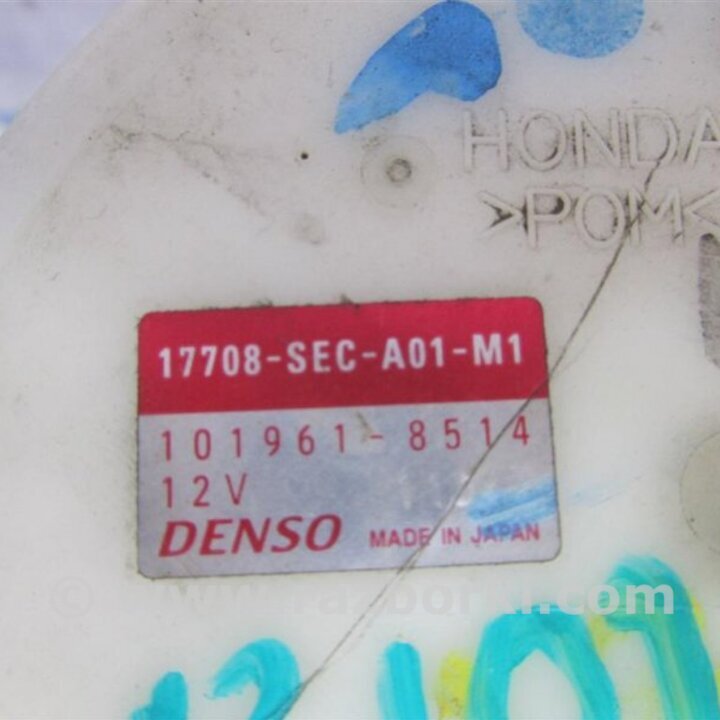 HONDA
>POM<
17708-SEC-A01-M1
101961-8514
12V
DENSO MADE IN JAPAN